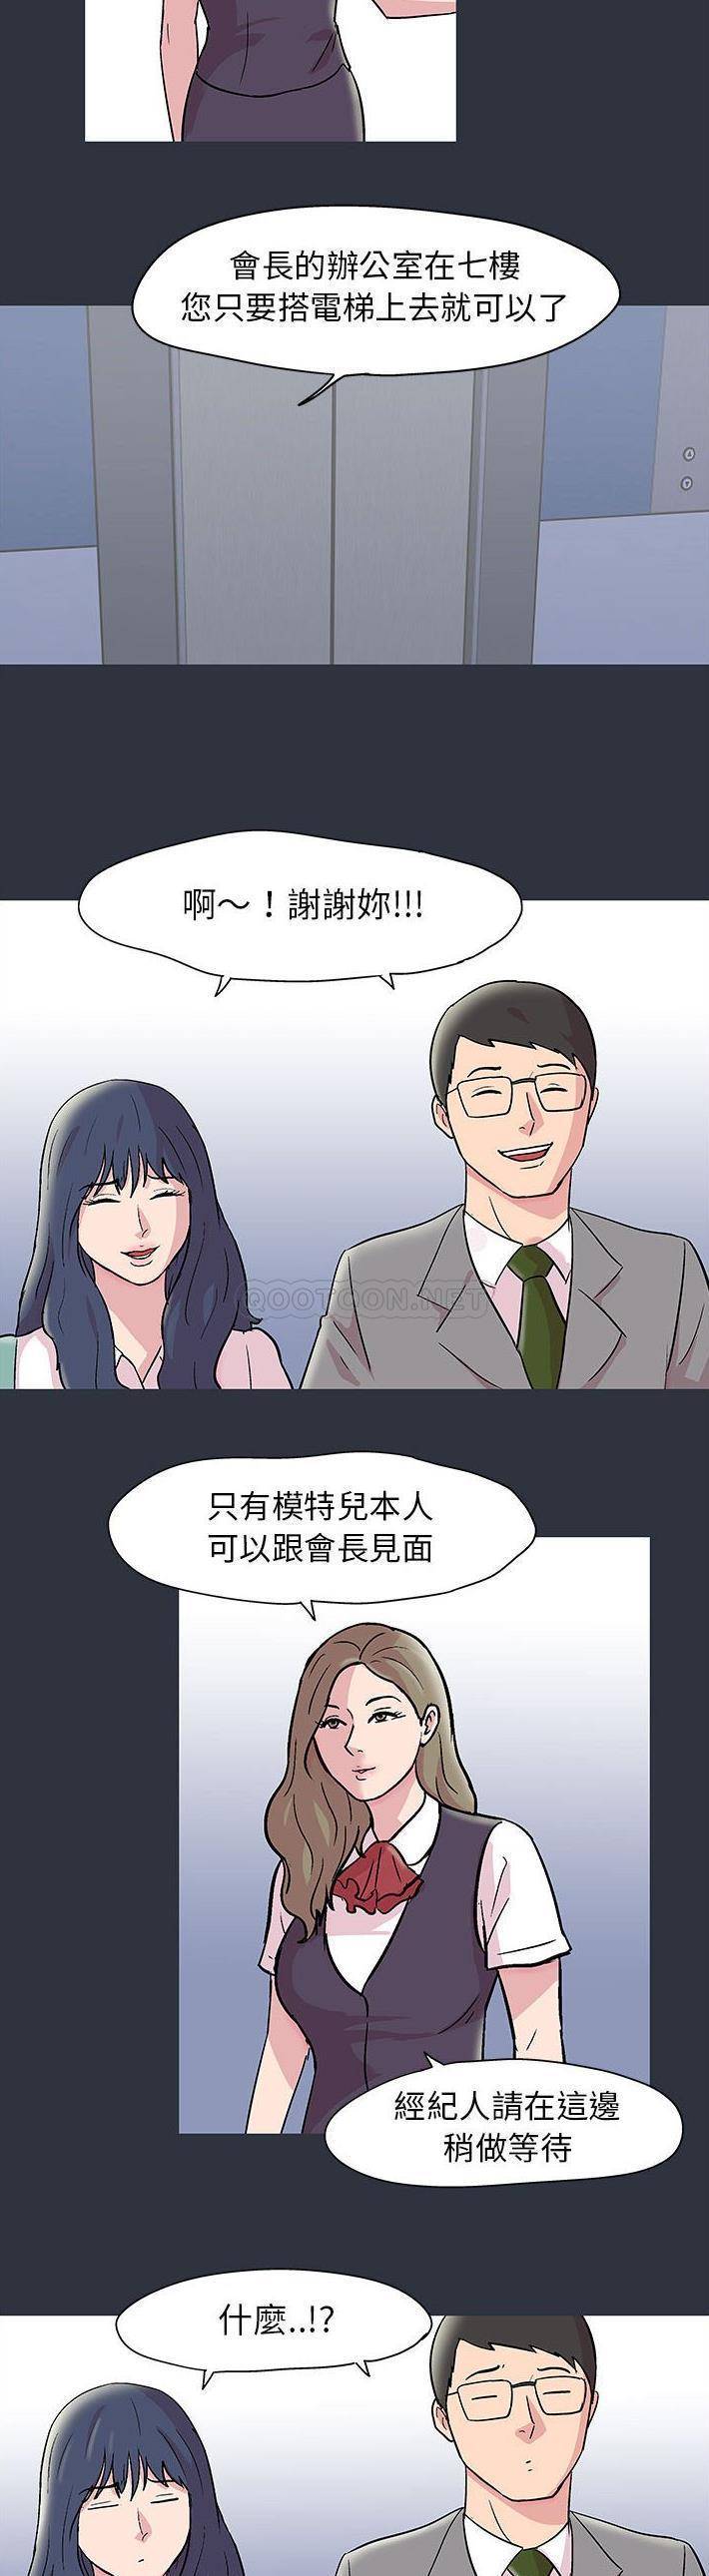 會長的辦公室在七樓
您只要搭電梯上去就可以了
啊～！謝謝妳!!!
QOOTOON.NET
只有模特兒本人
可以跟會長見面
經紀人請在這邊
稍做等待
什麼..!?